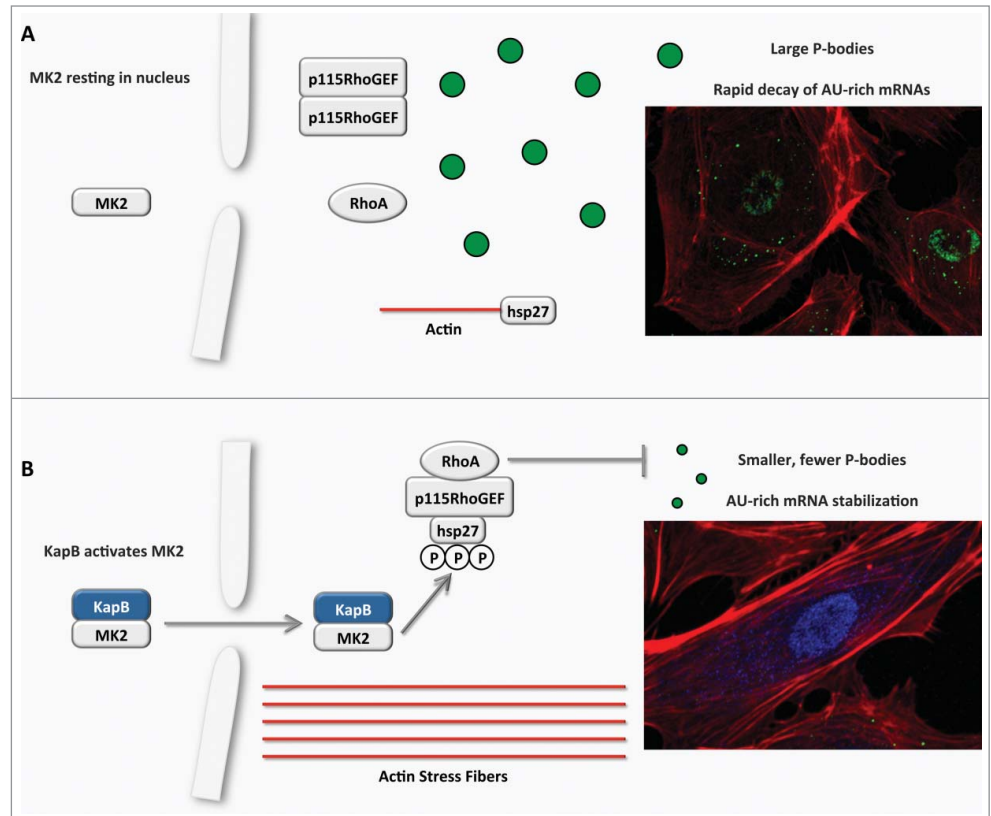 A
MK2 resting in nucleus
p115RhoGEF
p115RhoGEF
Large P-bodies
Rapid decay of AU-rich mRNAs
MK2
RhoA
hsp27
Actin
B
KapB activates MK2
RhoA
p115RhoGEF
hsp27
P P P
Smaller, fewer P-bodies
AU-rich mRNA stabilization
KapB
MK2
KapB
MK2
Actin Stress Fibers